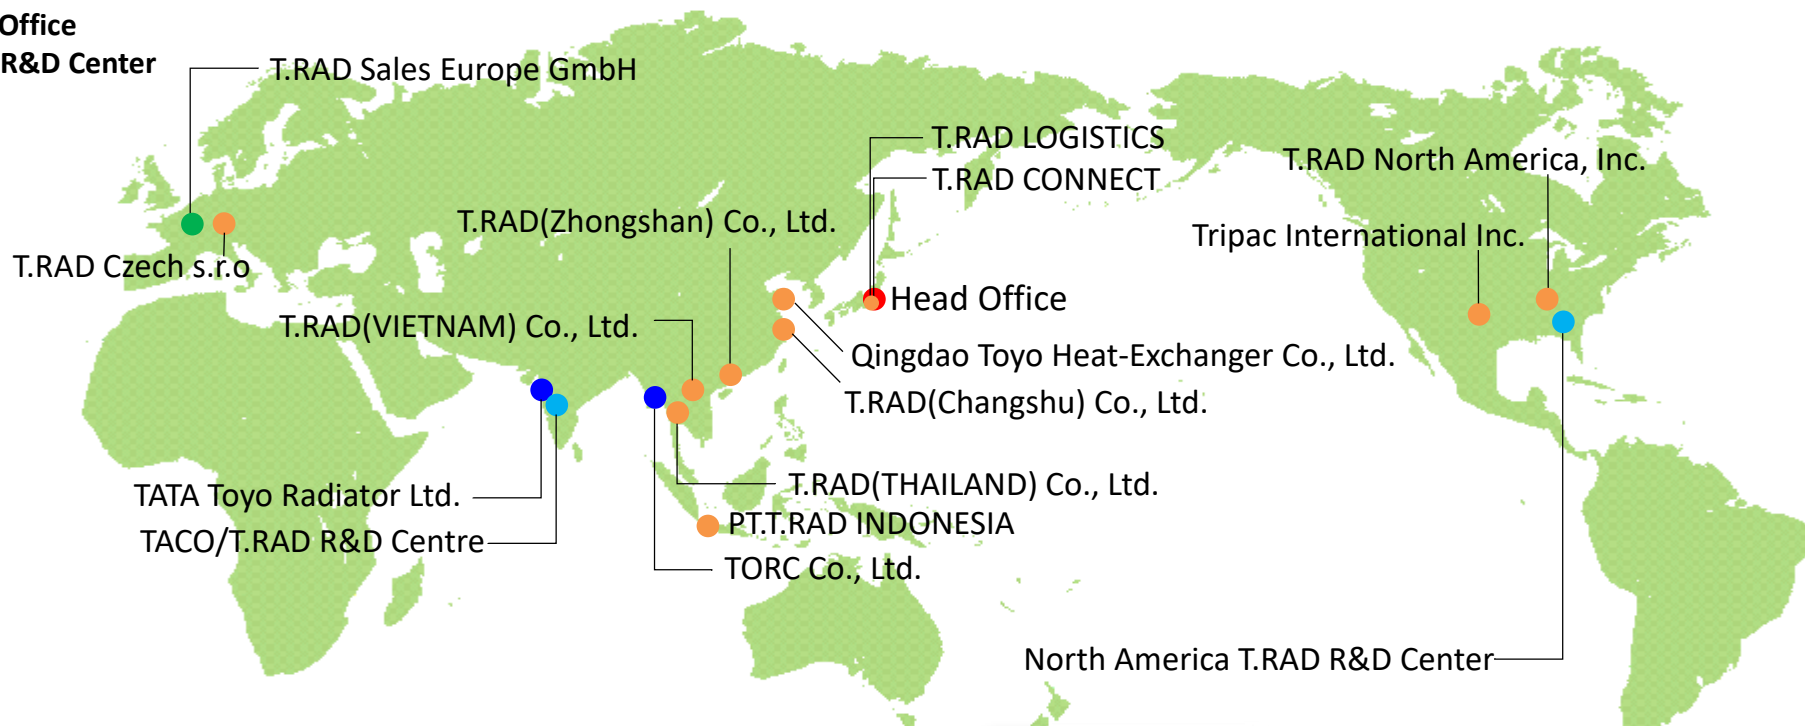 Office
R&D Center
T.RAD Sales Europe GmbH
T.RAD LOGISTICS
T.RAD CONNECT
T.RAD North America, Inc.
T.RAD(Zhongshan) Co., Ltd.
Tripac International Inc.
T.RAD Czech s.r.o
Head Office
T.RAD(VIETNAM) Co., Ltd.
Qingdao Toyo Heat-Exchanger Co., Ltd.
T.RAD(Changshu) Co., Ltd.
TATA Toyo Radiator Ltd.
T.RAD(THAILAND) Co., Ltd.
PT.T.RAD INDONESIA
TACO/T.RAD R&D Centre
TORC Co., Ltd.
North America T.RAD R&D Center